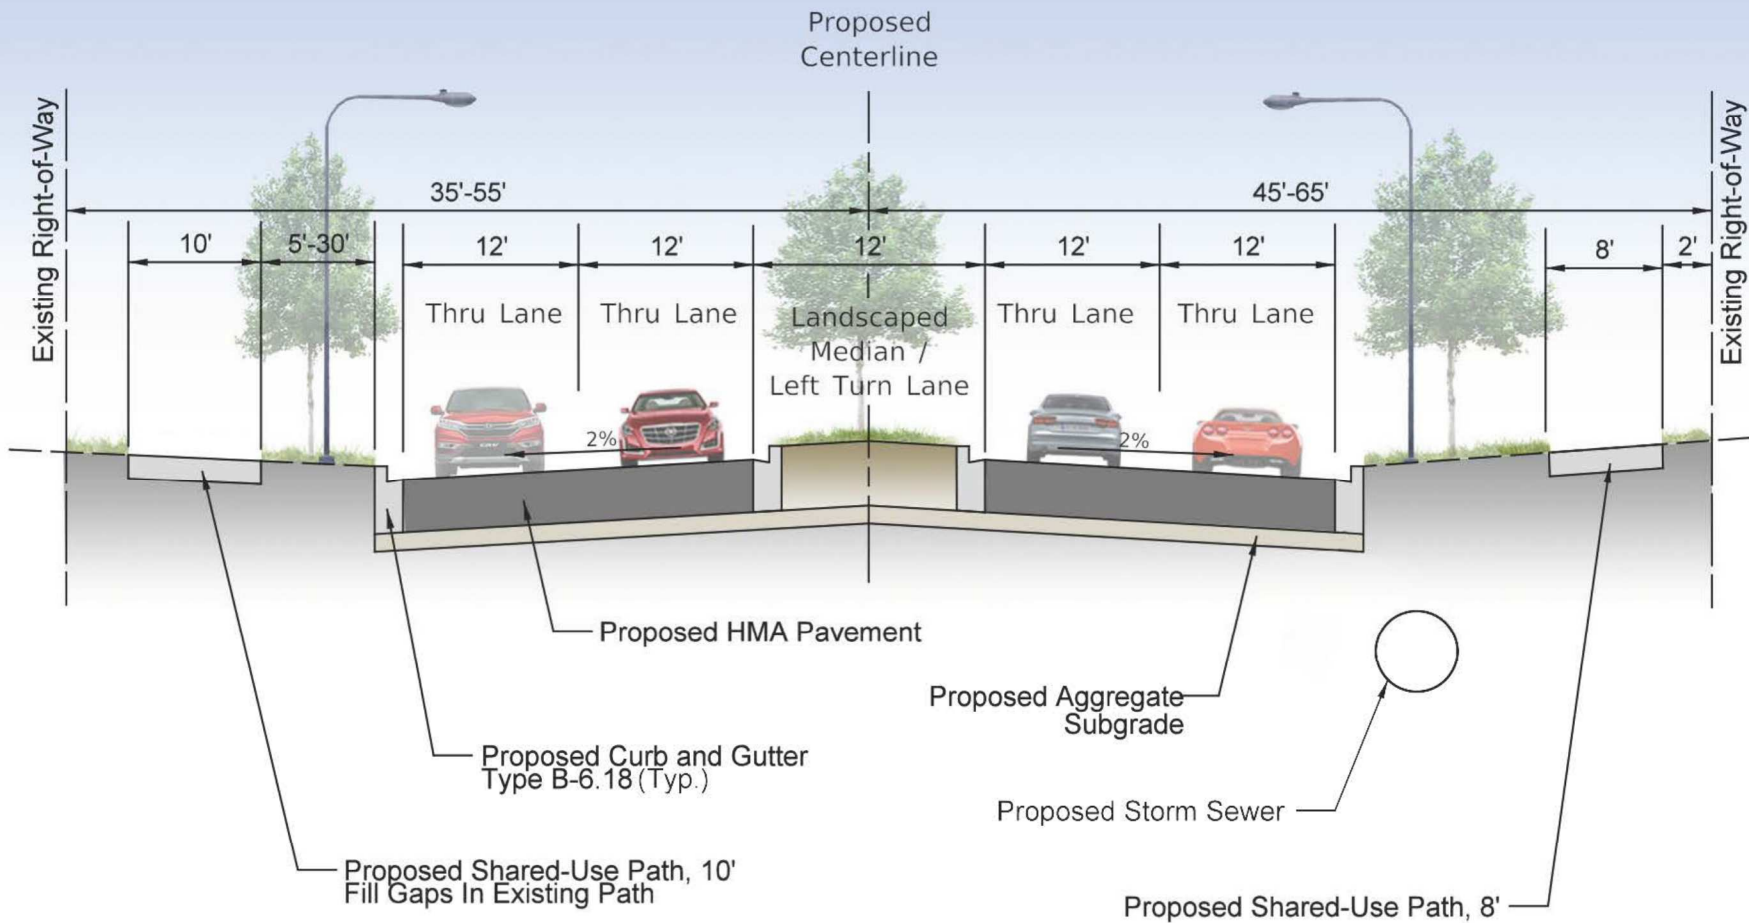 Proposed
Centerline
Existing Right-of-Way
Existing Right-of-Way
35'-55'
45'-65'
10'
5'-30'
12'
12'
12'
12'
12'
8'
2'
Thru Lane
Thru Lane
Landscaped
Median /
Left Turn Lane
Thru Lane
Thru Lane
2%
2%
Proposed HMA Pavement
Proposed Aggregate
Subgrade
Proposed Curb and Gutter
Type B-6.18 (Typ.)
Proposed Storm Sewer
Proposed Shared-Use Path, 10'
Fill Gaps In Existing Path
Proposed Shared-Use Path, 8'